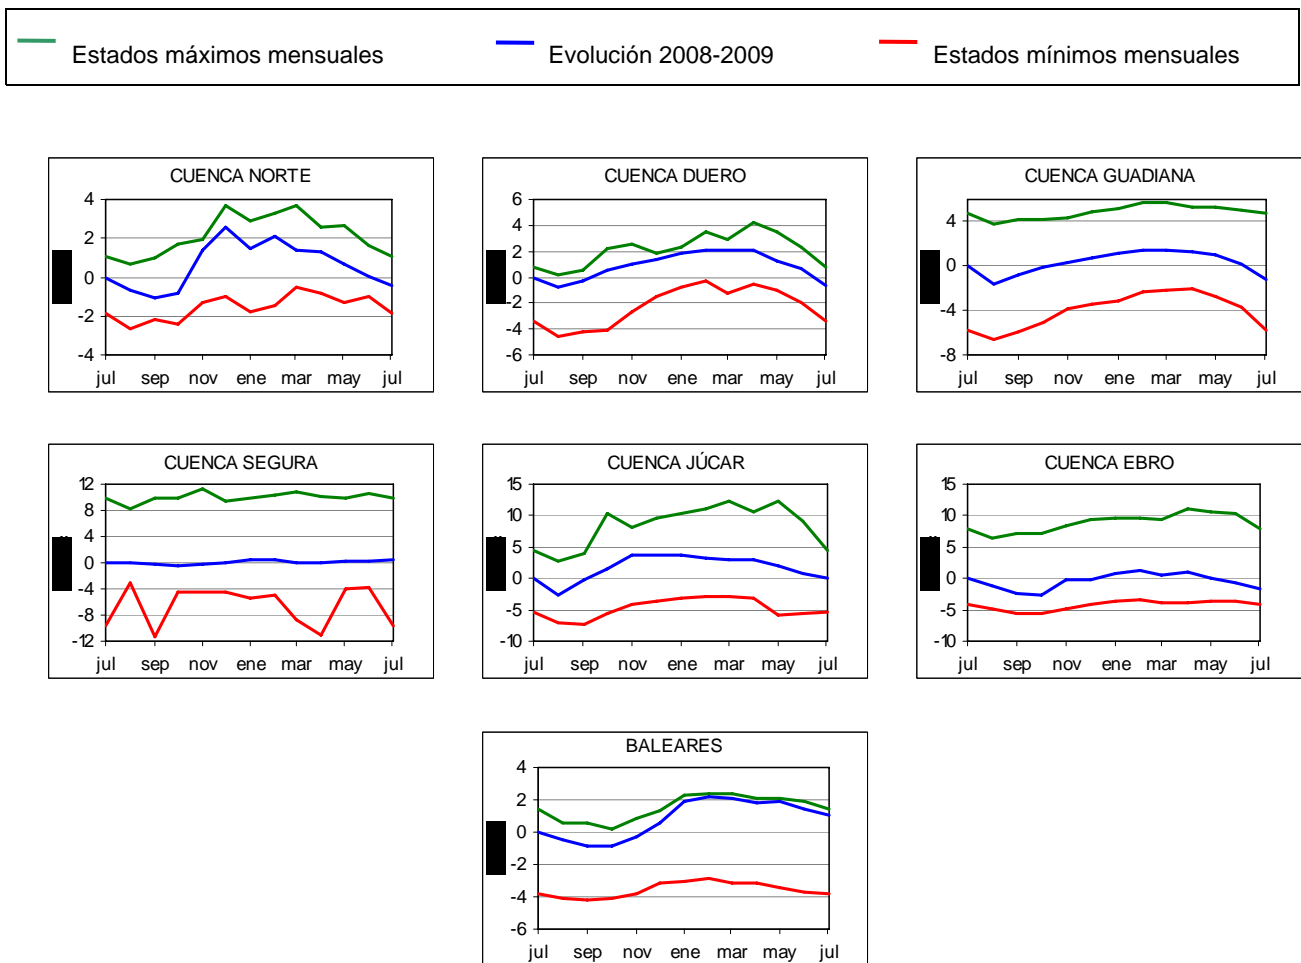 Estados máximos mensuales Evolución 2008-2009 Estados mínimos mensuales
CUENCA NORTE
4
2
0
-2
-4
jul sep nov ene mar may jul
CUENCA DUERO
6
4
2
0
-2
-4
-6
jul sep nov ene mar may jul
CUENCA GUADIANA
4
0
-4
-8
jul sep nov ene mar may jul
CUENCA SEGURA
12
8
4
0
-4
-8
-12
jul sep nov ene mar may jul
CUENCA JÚCAR
15
10
5
0
-5
-10
jul sep nov ene mar may jul
CUENCA EBRO
15
10
5
0
-5
-10
jul sep nov ene mar may jul
BALEARES
4
2
0
-2
-4
-6
jul sep nov ene mar may jul